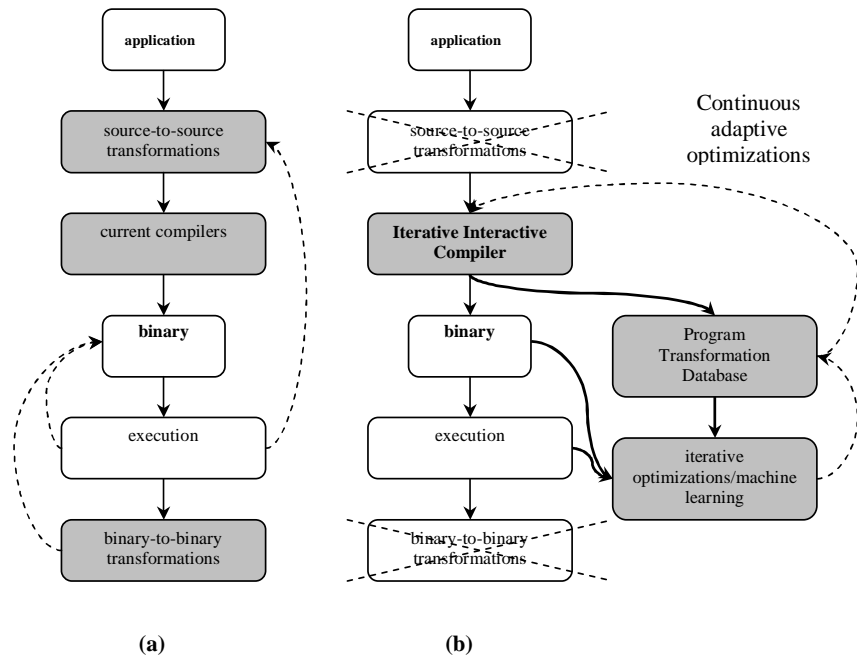 application
source-to-source
transformations
current compilers
binary
execution
binary-to-binary
transformations
(a)
application
source-to-source
transformations
Iterative Interactive
Compiler
binary
execution
binary-to-binary
transformations
(b)
Continuous
adaptive
optimizations
Program
Transformation
Database
iterative
optimizations/machine
learning